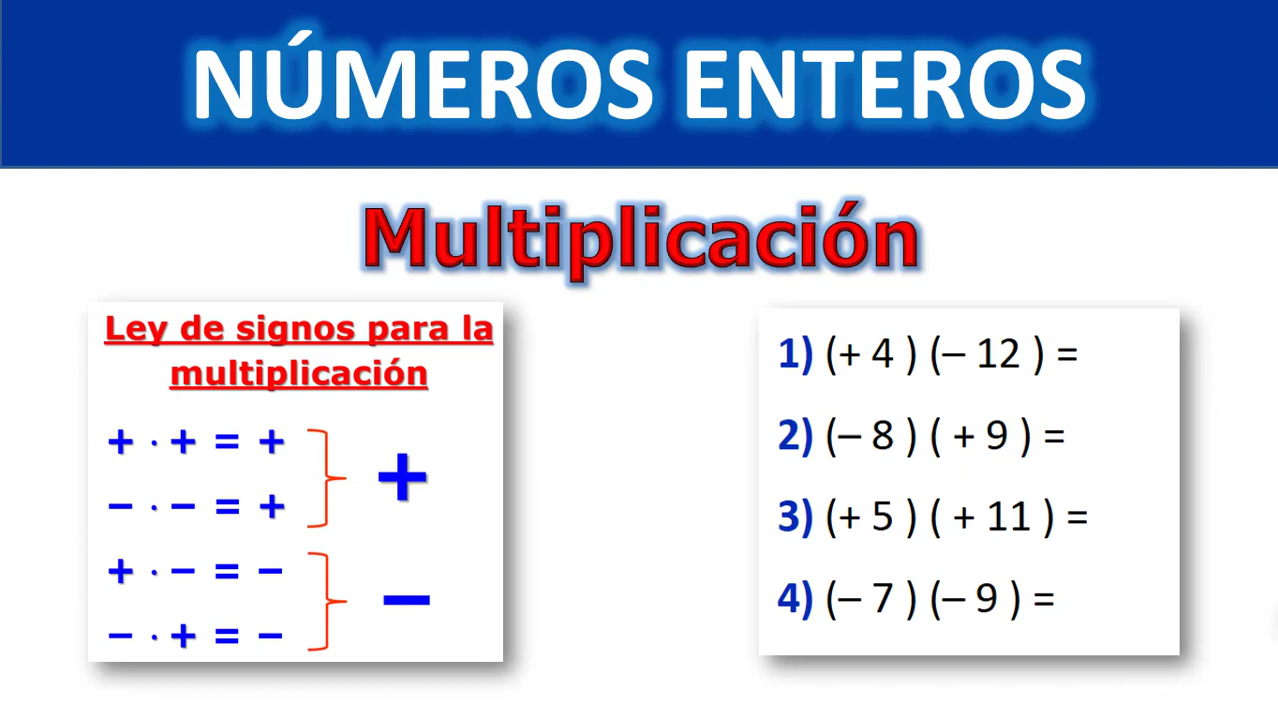 NÚMEROS ENTEROS
Multiplicación
Ley de signos para la
multiplicación
+ · + = +
– · – = +
+
+ · – = –
– · + = –
–
1) (+ 4 ) (– 12 ) =
2) (– 8 ) ( + 9 ) =
3) (+ 5 ) ( + 11 ) =
4) (– 7 ) (– 9 ) =